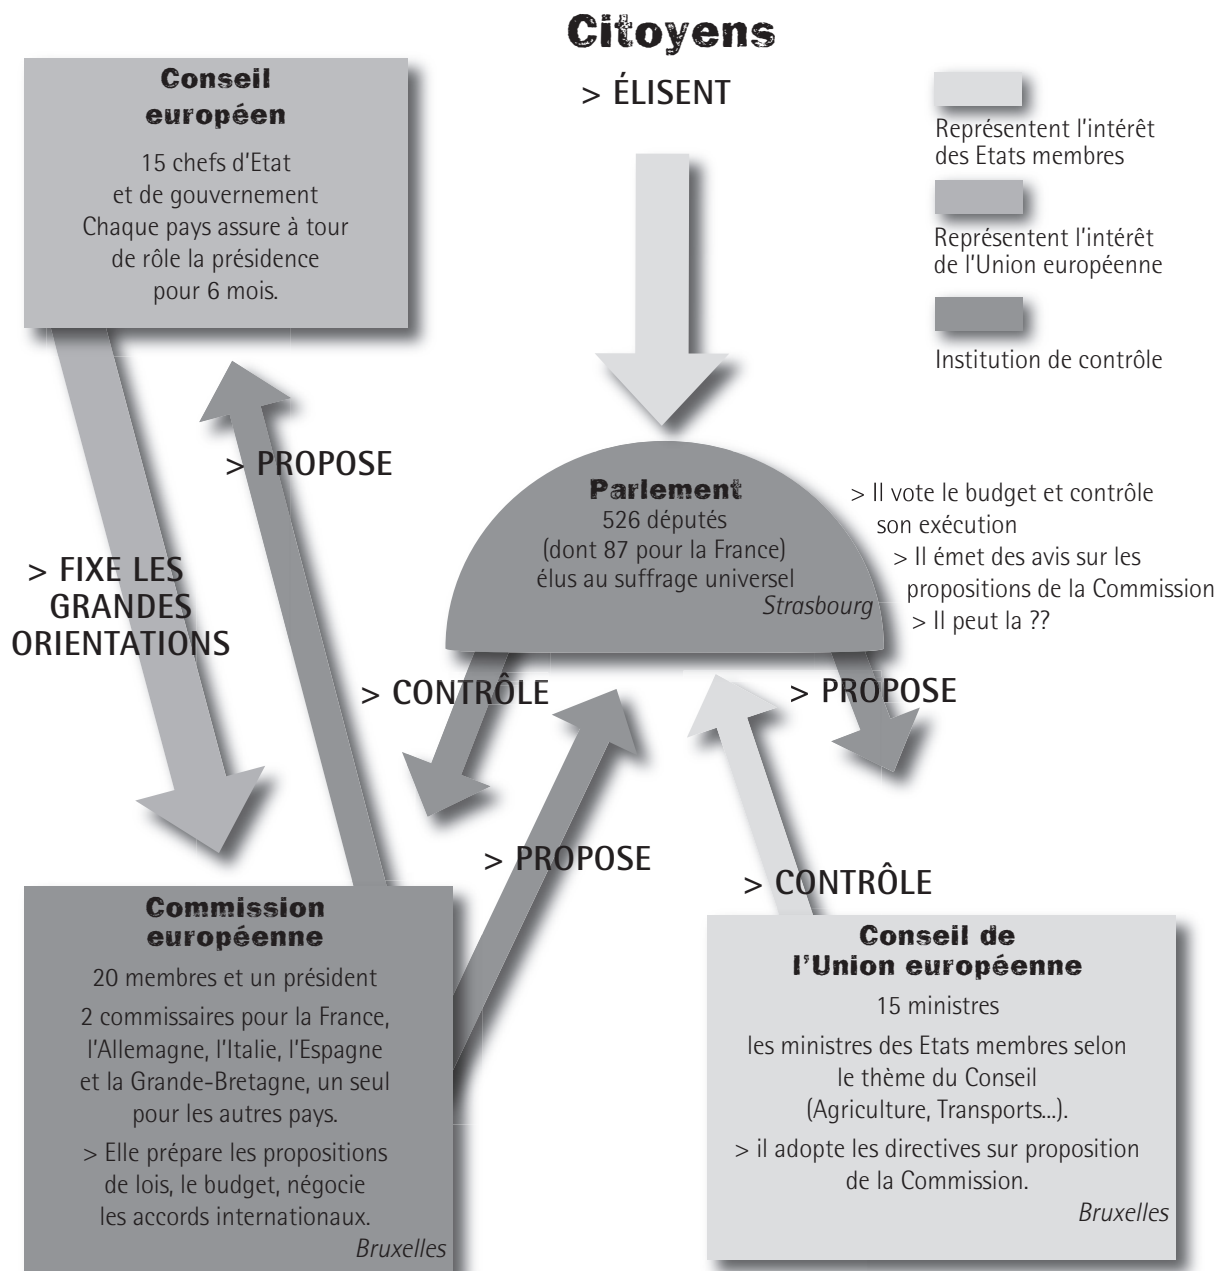 Citoyens
> ÉLISENT
Conseil
européen
15 chefs d'Etat
et de gouvernement
Chaque pays assure à tour
de rôle la présidence
pour 6 mois.
Représentent l'intérêt
des Etats membres
Représentent l'intérêt
de l'Union européenne
Institution de contrôle
> PROPOSE
> FIXE LES
GRANDES
ORIENTATIONS
Parlement
526 députés
(dont 87 pour la France)
élus au suffrage universel
Strasbourg
> Il vote le budget et contrôle
son exécution
> Il émet des avis sur les
propositions de la Commission
> Il peut la ??
> CONTRÔLE
> PROPOSE
> PROPOSE
> CONTRÔLE
Commission
européenne
20 membres et un président
2 commissaires pour la France,
l'Allemagne, l'Italie, l'Espagne
et la Grande-Bretagne, un seul
pour les autres pays.
> Elle prépare les propositions
de lois, le budget, négocie
les accords internationaux.
Bruxelles
Conseil de
l'Union européenne
15 ministres
les ministres des Etats membres selon
le thème du Conseil
(Agriculture, Transports...).
> il adopte les directives sur proposition
de la Commission.
Bruxelles